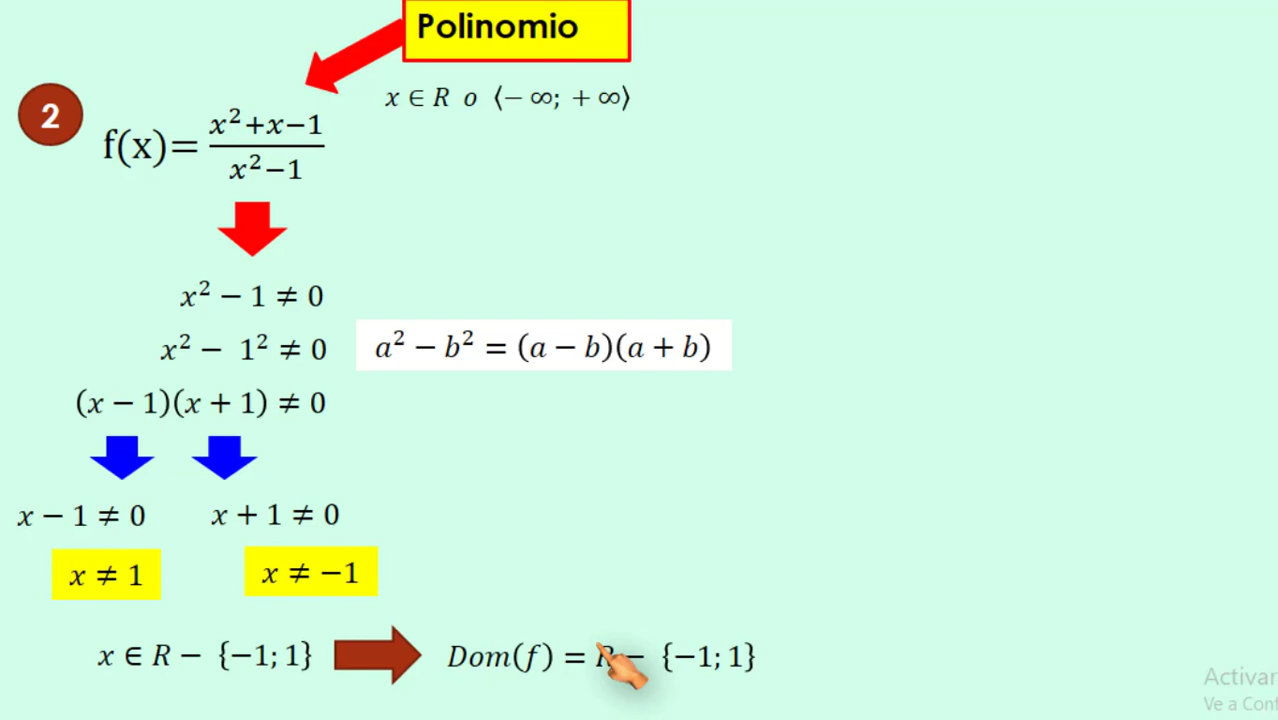 Polinomio
x ∈ R o ⟨− ∞; + ∞⟩
2
f(x)= x²+x−1 / x²−1
x² − 1 ≠ 0
x² − 1² ≠ 0
a² − b² = (a − b)(a + b)
(x − 1)(x + 1) ≠ 0
x − 1 ≠ 0 x + 1 ≠ 0
x ≠ 1 x ≠ −1
x ∈ R − {−1; 1} Dom(f) = R − {−1; 1}
Activar
Ve a Conf